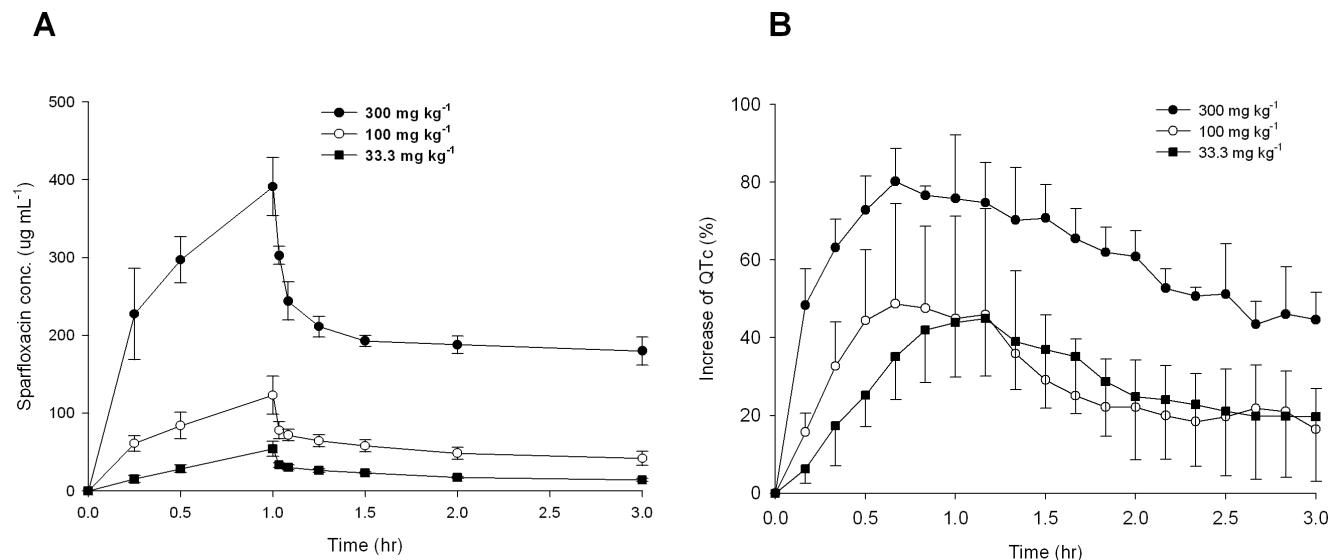 A
500
400
300
200
100
0
Sparfloxacin conc. (ug mL⁻¹)
300 mg kg⁻¹
100 mg kg⁻¹
33.3 mg kg⁻¹
0.0 0.5 1.0 1.5 2.0 2.5 3.0
Time (hr)
B
100
80
60
40
20
0
Increase of QTc (%)
300 mg kg⁻¹
100 mg kg⁻¹
33.3 mg kg⁻¹
0.0 0.5 1.0 1.5 2.0 2.5 3.0
Time (hr)